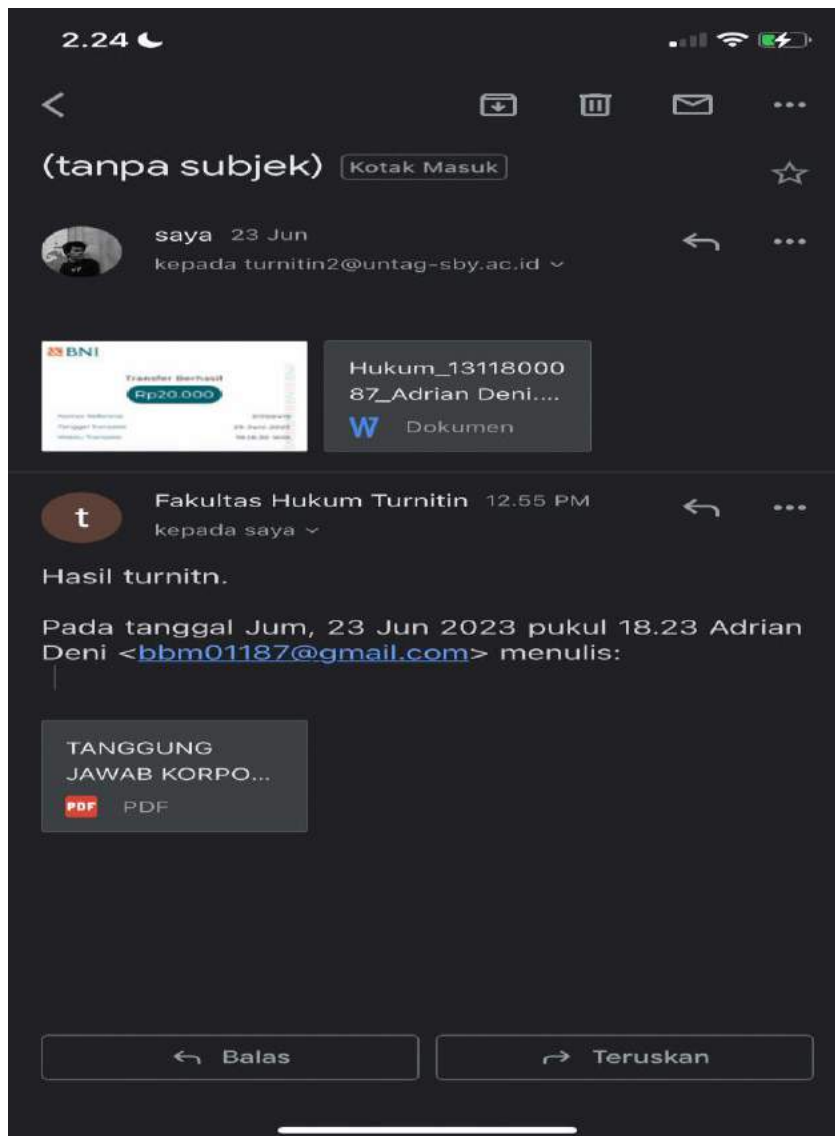 2.24
(tanpa subjek) Kotak Masuk
saya 23 Jun
kepada turnitin2@untag-sby.ac.id
BNI
Transfer Berhasil
Rp20.000
Hukum_13118000
87_Adrian Deni....
W Dokumen
Fakultas Hukum Turnitin 12.55 PM
t
kepada saya
Hasil turnitn.
Pada tanggal Jum, 23 Jun 2023 pukul 18.23 Adrian
Deni <bbm01187@gmail.com> menulis:
TANGGUNG
JAWAB KORPO...
PDF PDF
Balas
Teruskan